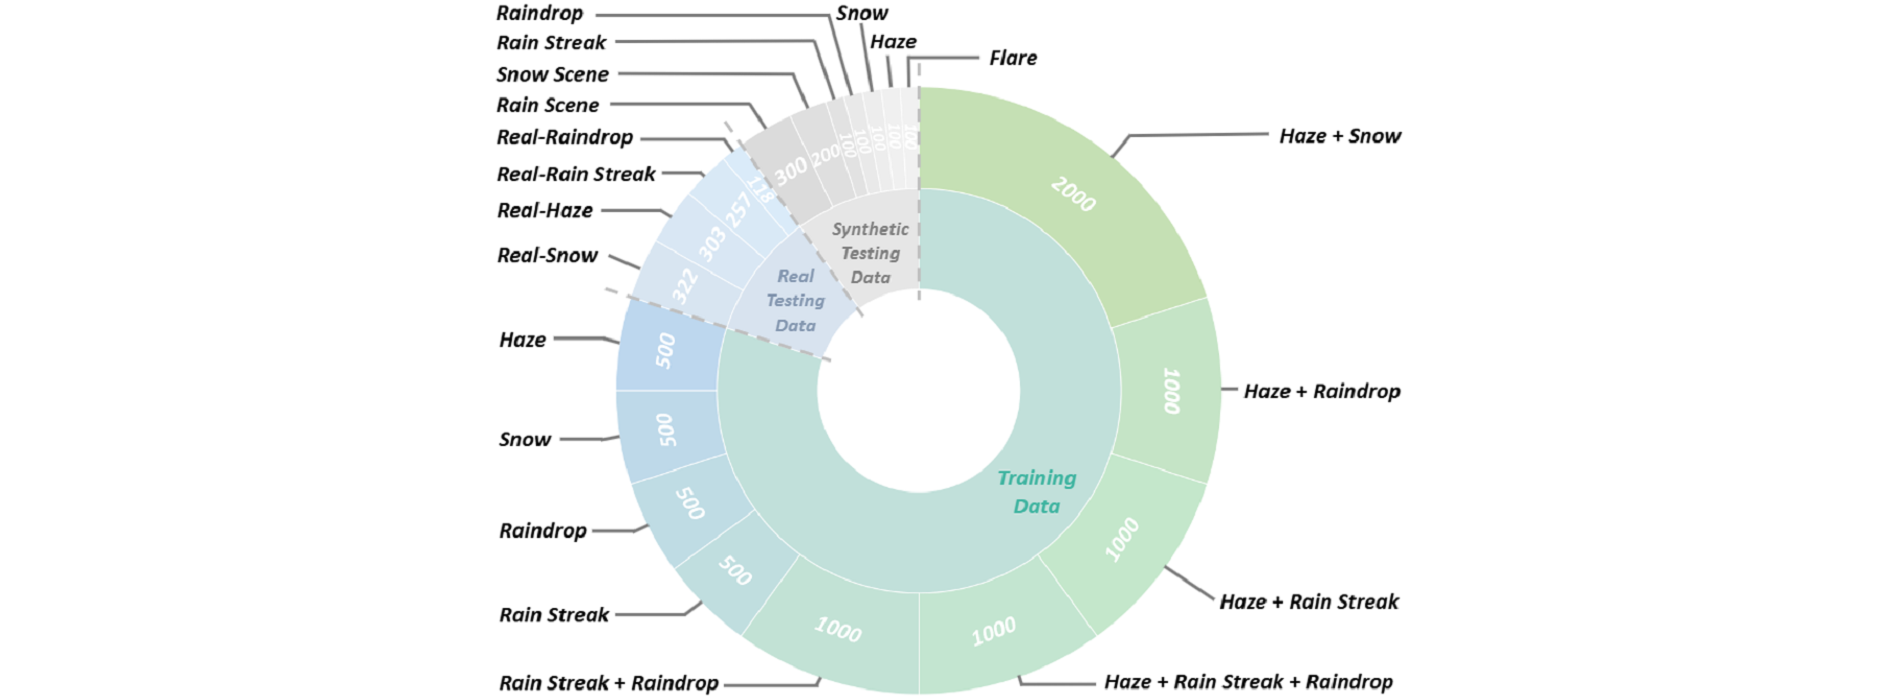 Raindrop
Snow
Rain Streak
Haze
Flare
Snow Scene
Rain Scene
Real-Raindrop
Haze + Snow
Real-Rain Streak
Real-Haze
Real-Snow
100
100
100
100
100
200
300
118
257
303
322
2000
Synthetic
Testing
Data
Real
Testing
Data
Haze
500
1000
Haze + Raindrop
Snow
500
Training
Data
Raindrop
500
1000
Haze + Rain Streak
Rain Streak
500
1000
1000
Rain Streak + Raindrop
Haze + Rain Streak + Raindrop